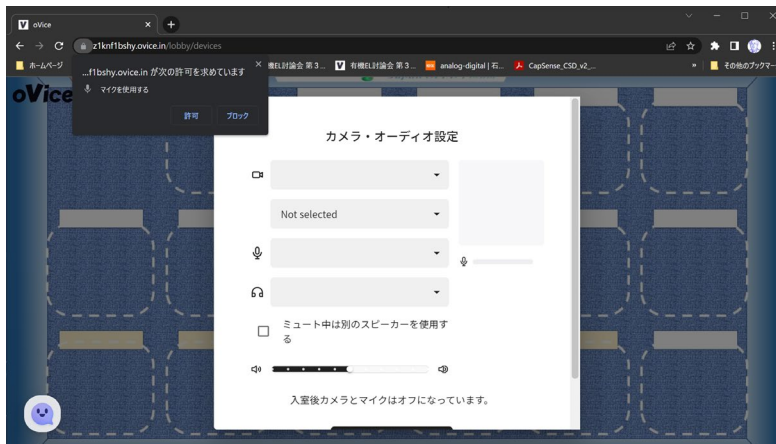 oVice
z1knf1bshy.ovice.in/lobby/devices
ホームページ
機EL討論会 第3...
有機EL討論会 第3...
analog-digital | 石...
CapSense_CSD_v2_...
»
その他のブックマー
...f1bshy.ovice.in が次の許可を求めています
マイクを使用する
許可
ブロック
oVice
カメラ・オーディオ設定
Not selected
ミュート中は別のスピーカーを使用す
る
入室後カメラとマイクはオフになっています。